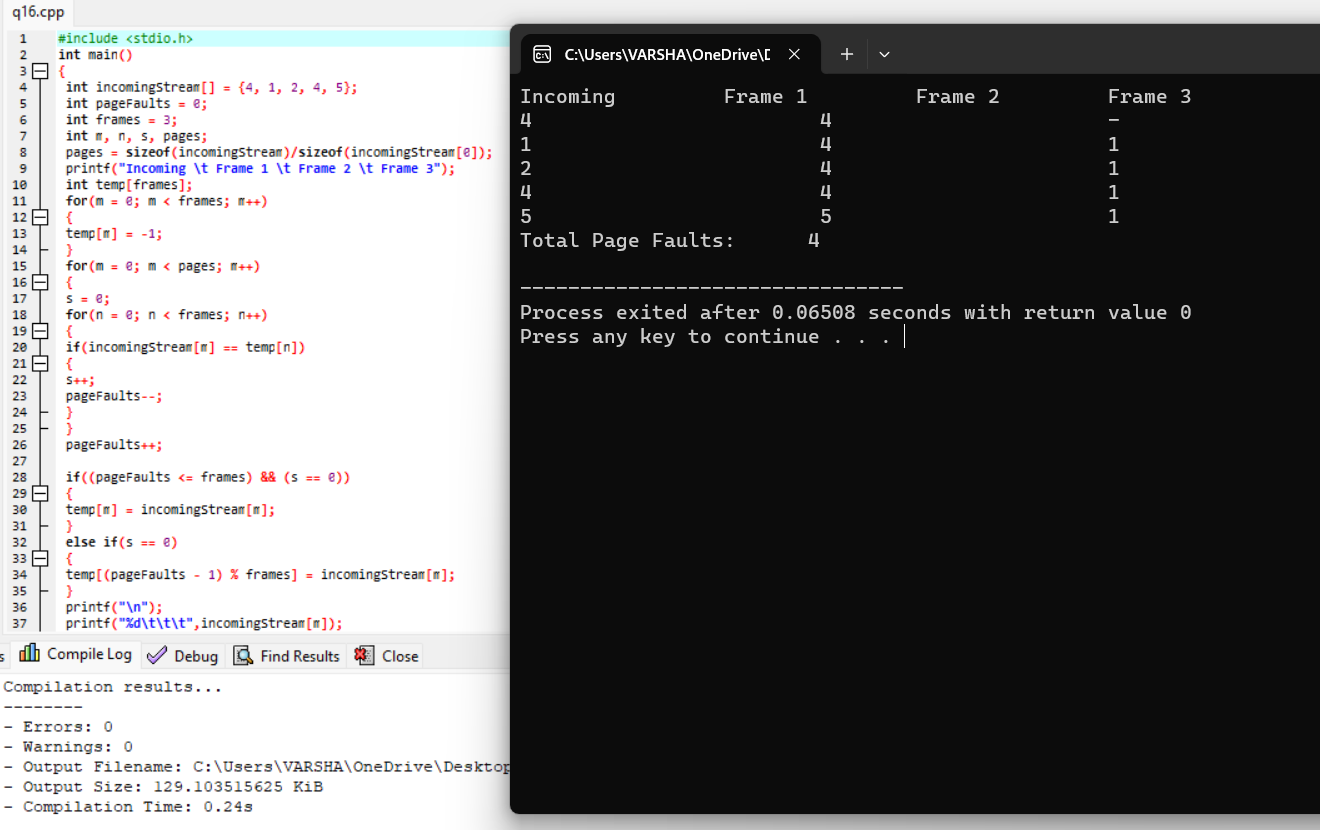 q16.cpp
1 #include <stdio.h>
2 int main()
3 {
4 int incomingStream[] = {4, 1, 2, 4, 5};
5 int pageFaults = 0;
6 int frames = 3;
7 int m, n, s, pages;
8 pages = sizeof(incomingStream)/sizeof(incomingStream[0]);
9 printf("Incoming \t Frame 1 \t Frame 2 \t Frame 3");
10 int temp[frames];
11 for(m = 0; m < frames; m++)
12 {
13 temp[m] = -1;
14 }
15 for(m = 0; m < pages; m++)
16 {
17 s = 0;
18 for(n = 0; n < frames; n++)
19 {
20 if(incomingStream[m] == temp[n])
21 {
22 s++;
23 pageFaults--;
24 }
25 }
26 pageFaults++;
27
28 if((pageFaults <= frames) && (s == 0))
29 {
30 temp[m] = incomingStream[m];
31 }
32 else if(s == 0)
33 {
34 temp[(pageFaults - 1) % frames] = incomingStream[m];
35 }
36 printf("\n");
37 printf("%d\t\t\t",incomingStream[m]);
s Compile Log Debug Find Results Close
Compilation results...
--------
- Errors: 0
- Warnings: 0
- Output Filename: C:\Users\VARSHA\OneDrive\Desktop
- Output Size: 129.103515625 KiB
- Compilation Time: 0.24s
C:\Users\VARSHA\OneDrive\D
Incoming Frame 1 Frame 2 Frame 3
4 4 -
1 4 1
2 4 1
4 4 1
5 5 1
Total Page Faults: 4
--------------------------------
Process exited after 0.06508 seconds with return value 0
Press any key to continue . . .